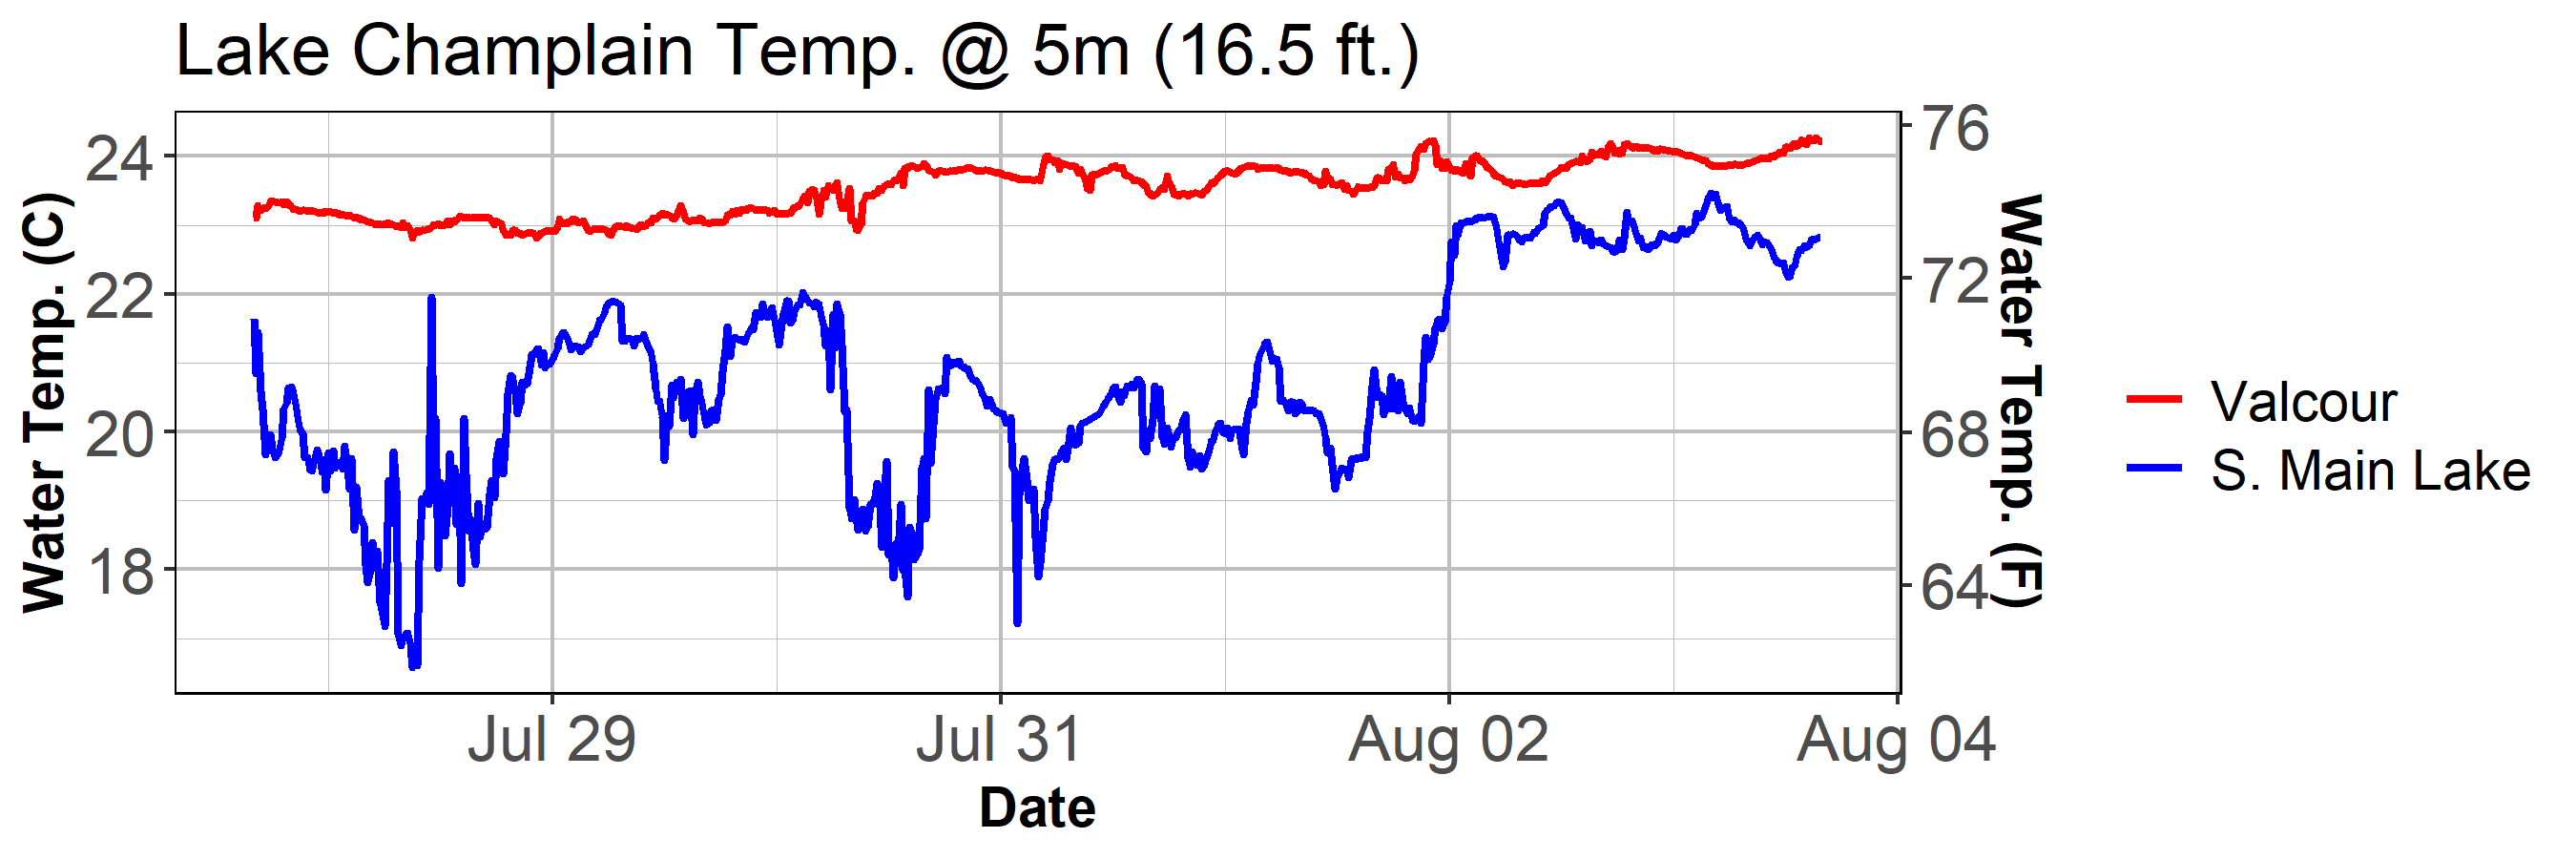 Lake Champlain Temp. @ 5m (16.5 ft.)
Water Temp. (C)
24
22
20
18
76
72
68
64
Water Temp. (F)
Jul 29
Jul 31
Aug 02
Aug 04
Date
Valcour
S. Main Lake